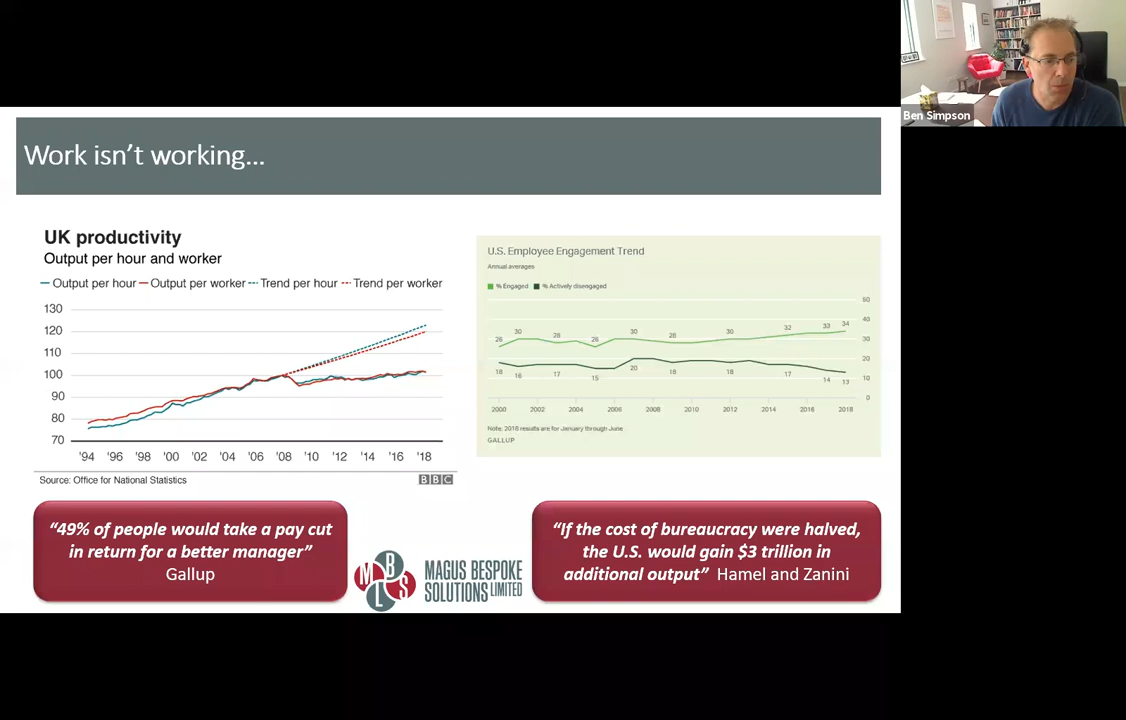 Ben Simpson
Work isn't working...
UK productivity
Output per hour and worker
Output per hour Output per worker Trend per hour Trend per worker
130
120
110
100
90
80
70
'94 '96 '98 '00 '02 '04 '06 '08 '10 '12 '14 '16 '18
Source: Office for National Statistics
BBC
U.S. Employee Engagement Trend
Annual averages
% Engaged % Actively disengaged
60
40
30
20
10
0
26 30 28 26 30 28 30 32 33 34
18 16 17 15 20 18 18 17 14 13
2000 2002 2004 2006 2008 2010 2012 2014 2016 2018
Note: 2018 results are for January through June.
GALLUP
“49% of people would take a pay cut
in return for a better manager”
Gallup
MBLS
MAGUS BESPOKE
SOLUTIONS LIMITED
“If the cost of bureaucracy were halved,
the U.S. would gain $3 trillion in
additional output” Hamel and Zanini